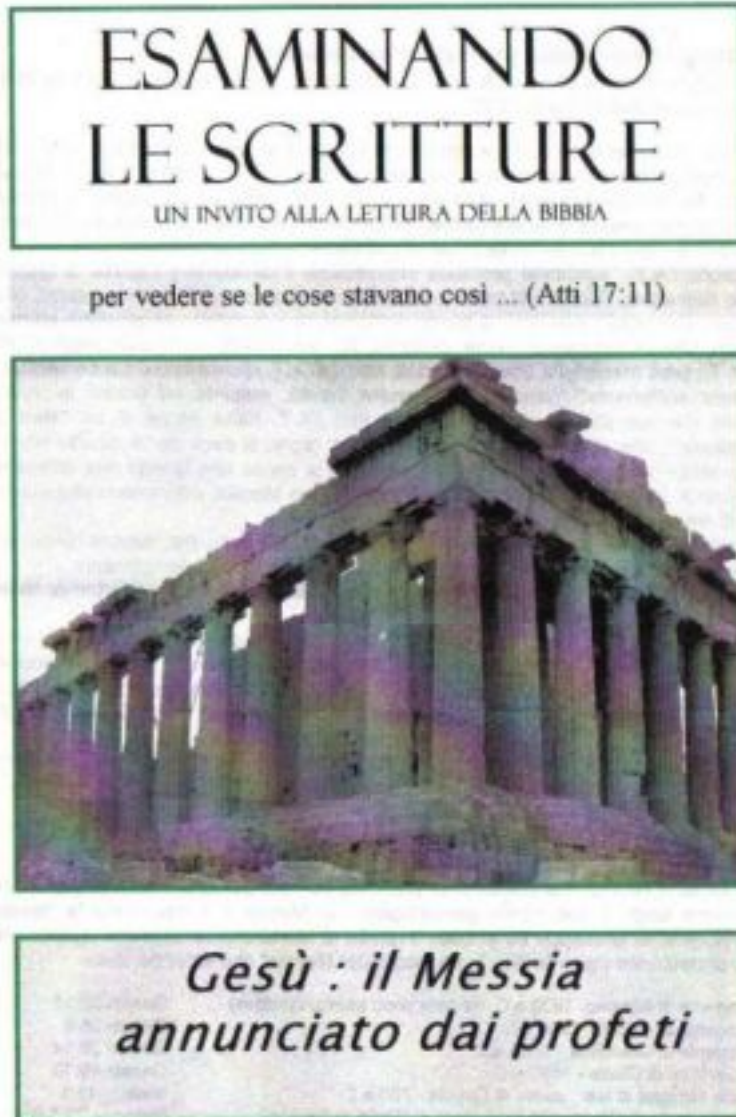 ESAMINANDO
LE SCRITTURE
UN INVITO ALLA LETTURA DELLA BIBBIA
per vedere se le cose stavano così ... (Atti 17:11)
Gesù : il Messia
annunciato dai profeti